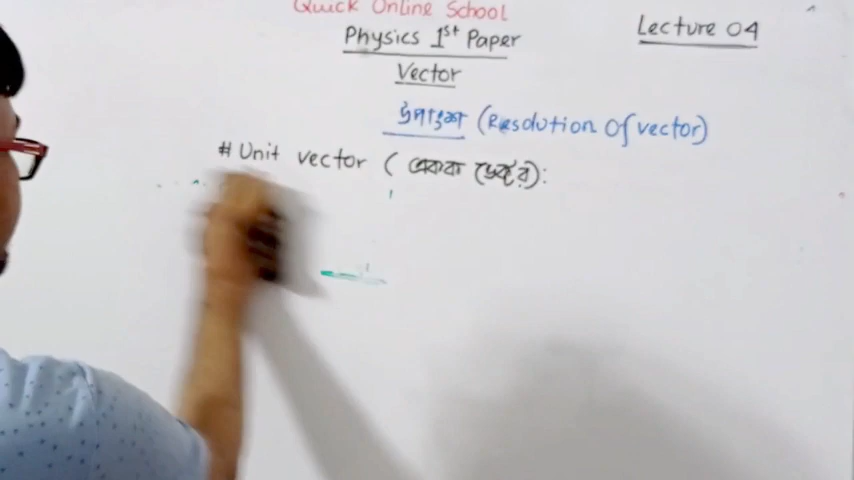 Quick Online School
Physics 1st Paper
Lecture 04
Vector
উপাংশ (Resolution Of vector)
# Unit vector ( একক ভেক্টর):